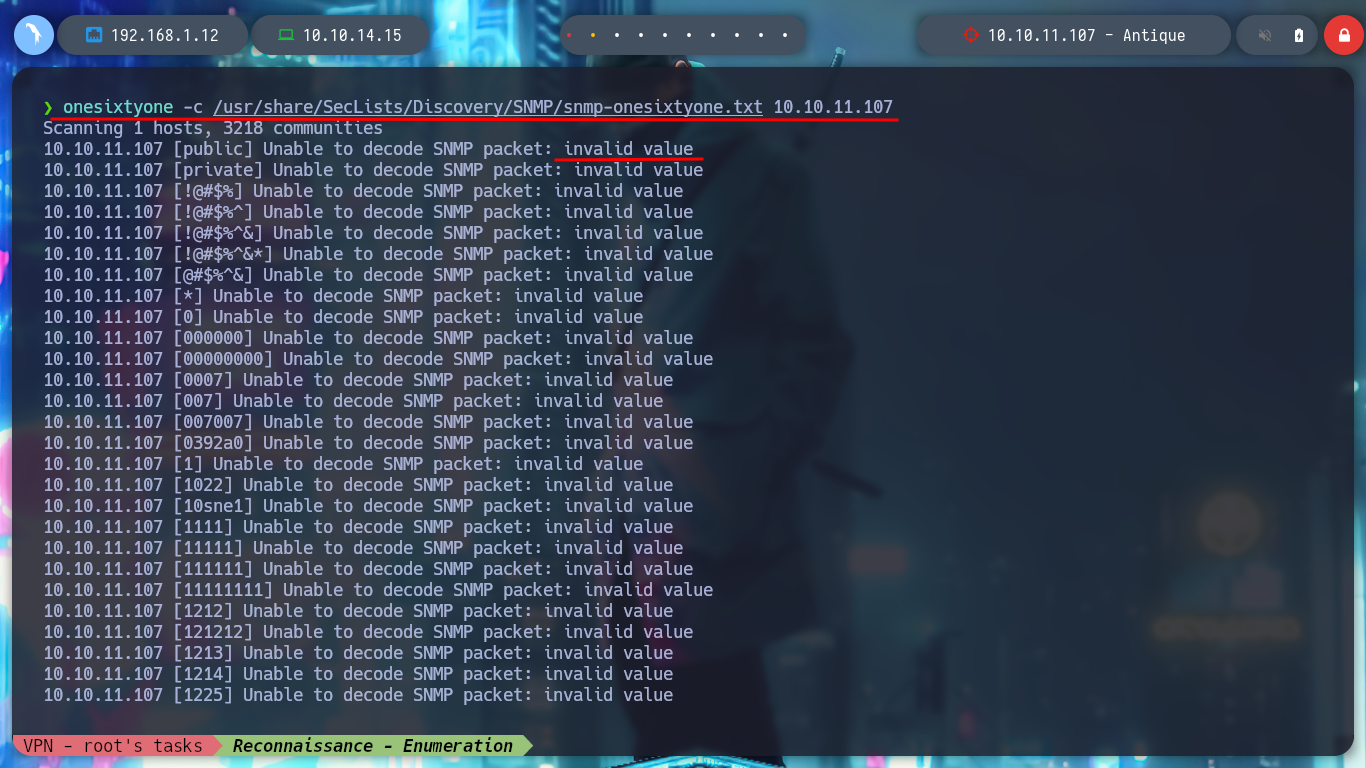 192.168.1.12
10.10.14.15
10.10.11.107 - Antique
❯ onesixtyone -c /usr/share/SecLists/Discovery/SNMP/snmp-onesixtyone.txt 10.10.11.107
Scanning 1 hosts, 3218 communities
10.10.11.107 [public] Unable to decode SNMP packet: invalid value
10.10.11.107 [private] Unable to decode SNMP packet: invalid value
10.10.11.107 [!@#$%] Unable to decode SNMP packet: invalid value
10.10.11.107 [!@#$%^] Unable to decode SNMP packet: invalid value
10.10.11.107 [!@#$%^&] Unable to decode SNMP packet: invalid value
10.10.11.107 [!@#$%^&*] Unable to decode SNMP packet: invalid value
10.10.11.107 [@#$%^&] Unable to decode SNMP packet: invalid value
10.10.11.107 [*] Unable to decode SNMP packet: invalid value
10.10.11.107 [0] Unable to decode SNMP packet: invalid value
10.10.11.107 [000000] Unable to decode SNMP packet: invalid value
10.10.11.107 [00000000] Unable to decode SNMP packet: invalid value
10.10.11.107 [0007] Unable to decode SNMP packet: invalid value
10.10.11.107 [007] Unable to decode SNMP packet: invalid value
10.10.11.107 [007007] Unable to decode SNMP packet: invalid value
10.10.11.107 [0392a0] Unable to decode SNMP packet: invalid value
10.10.11.107 [1] Unable to decode SNMP packet: invalid value
10.10.11.107 [1022] Unable to decode SNMP packet: invalid value
10.10.11.107 [10sne1] Unable to decode SNMP packet: invalid value
10.10.11.107 [1111] Unable to decode SNMP packet: invalid value
10.10.11.107 [11111] Unable to decode SNMP packet: invalid value
10.10.11.107 [111111] Unable to decode SNMP packet: invalid value
10.10.11.107 [11111111] Unable to decode SNMP packet: invalid value
10.10.11.107 [1212] Unable to decode SNMP packet: invalid value
10.10.11.107 [121212] Unable to decode SNMP packet: invalid value
10.10.11.107 [1213] Unable to decode SNMP packet: invalid value
10.10.11.107 [1214] Unable to decode SNMP packet: invalid value
10.10.11.107 [1225] Unable to decode SNMP packet: invalid value
VPN - root's tasks
Reconnaissance - Enumeration